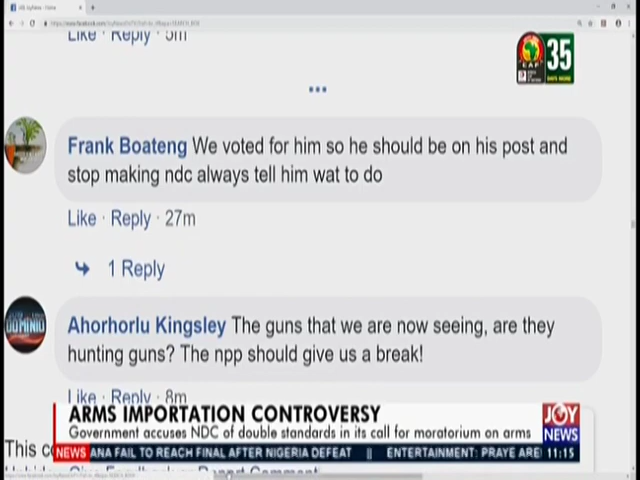 Like · Reply · 5m
CAF
35
Frank Boateng We voted for him so he should be on his post and
stop making ndc always tell him wat to do
Like · Reply · 27m
1 Reply
DOMINIO
Ahorhorlu Kingsley The guns that we are now seeing, are they
hunting guns? The npp should give us a break!
Like · Reply · 8m
ARMS IMPORTATION CONTROVERSY
Government accuses NDC of double standards in its call for moratorium on arms
JOY
NEWS
This c
NEWS ANA FAIL TO REACH FINAL AFTER NIGERIA DEFEAT || ENTERTAINMENT: PRAYE ARE 11:15